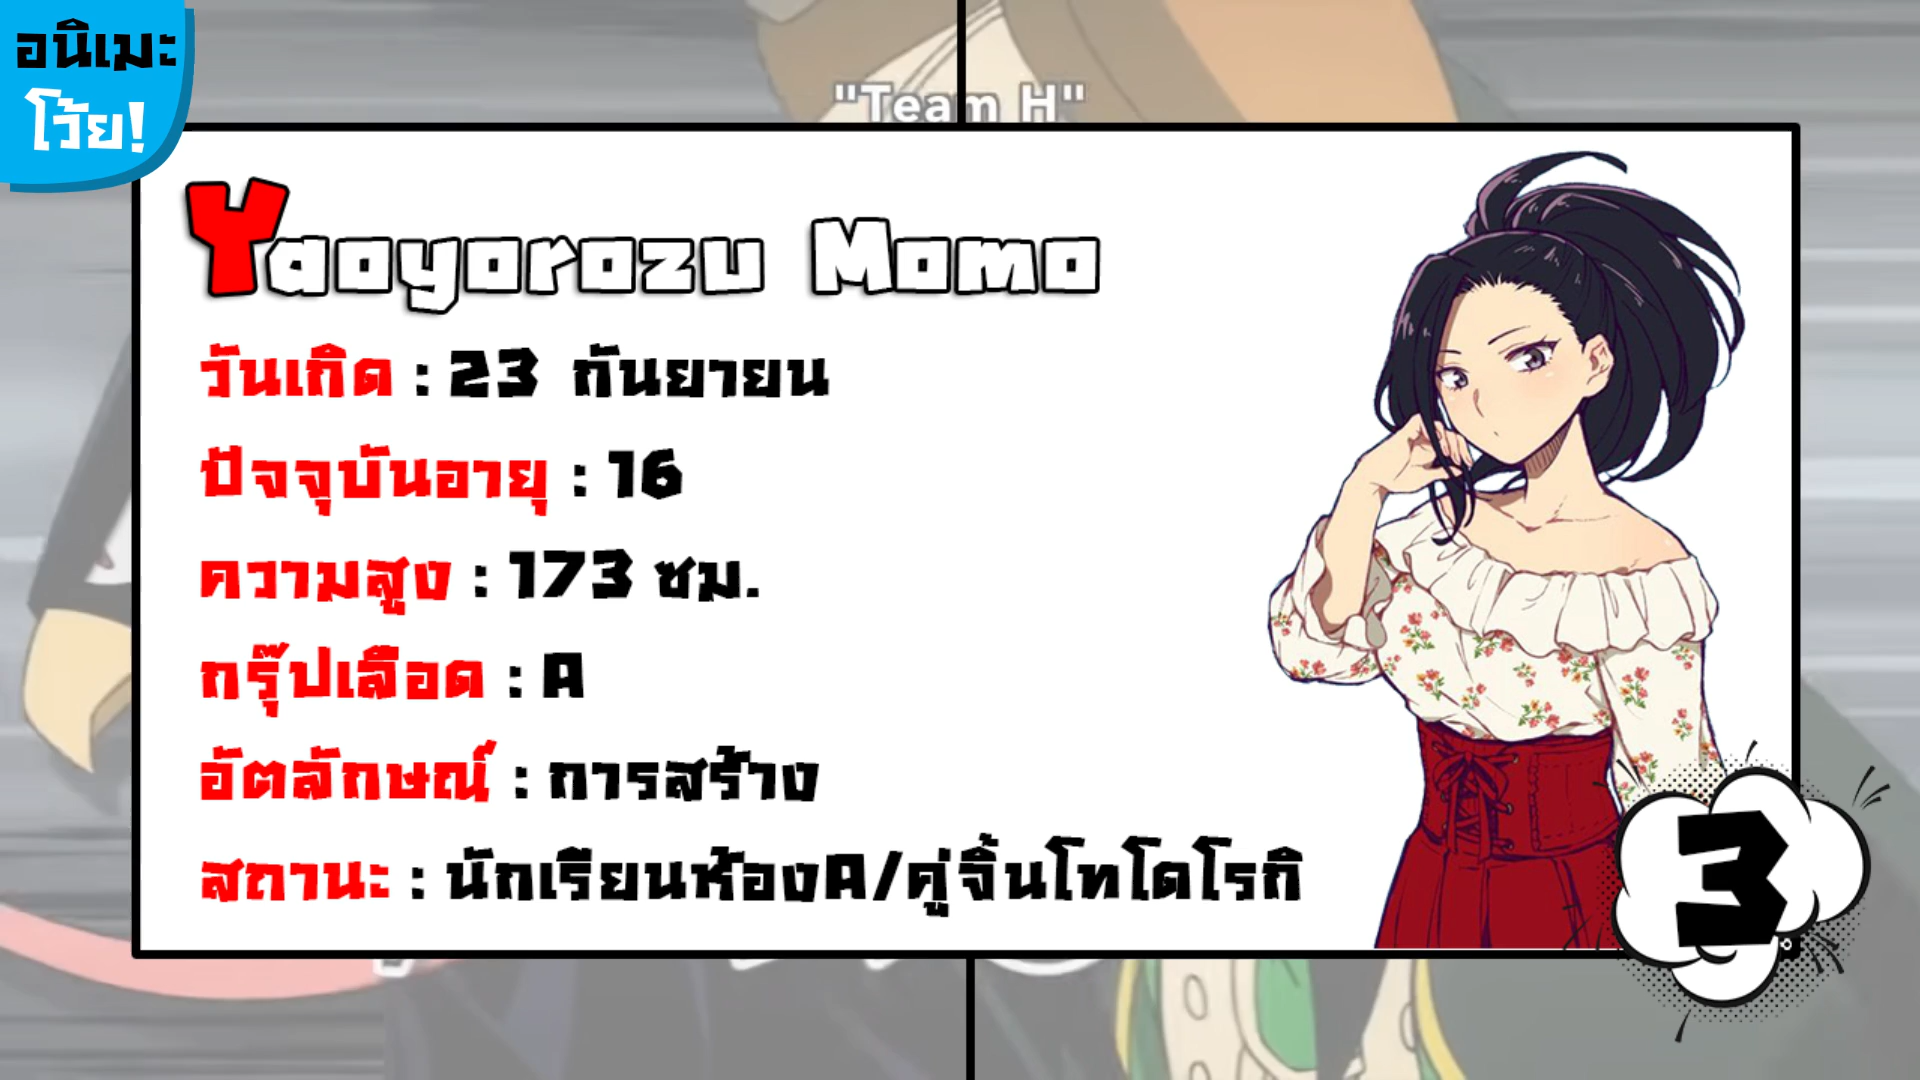 อนิเมะ
โว้ย!
"Team H"
Yaoyorozu Momo
วันเกิด : 23 กันยายน
ปัจจุบันอายุ : 16
ความสูง : 173 ซม.
กรุ๊ปเลือด : A
อัตลักษณ์ : การสร้าง
สถานะ : นักเรียนห้องA/คู่จิ้นโทโดโรกิ
3